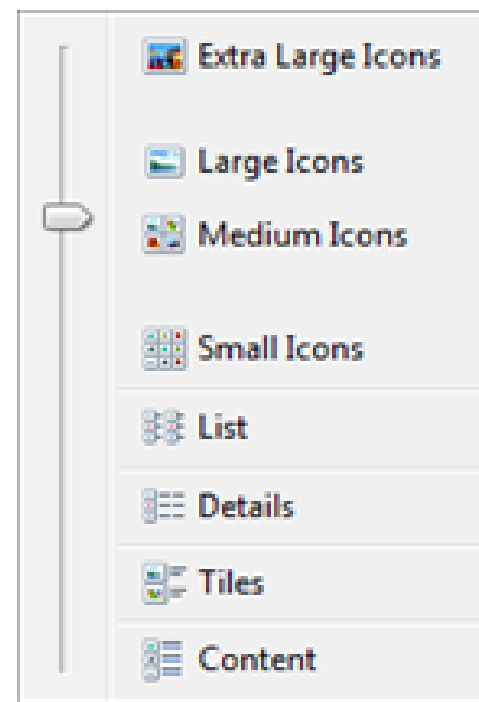 Extra Large Icons
Large Icons
Medium Icons
Small Icons
List
Details
Tiles
Content